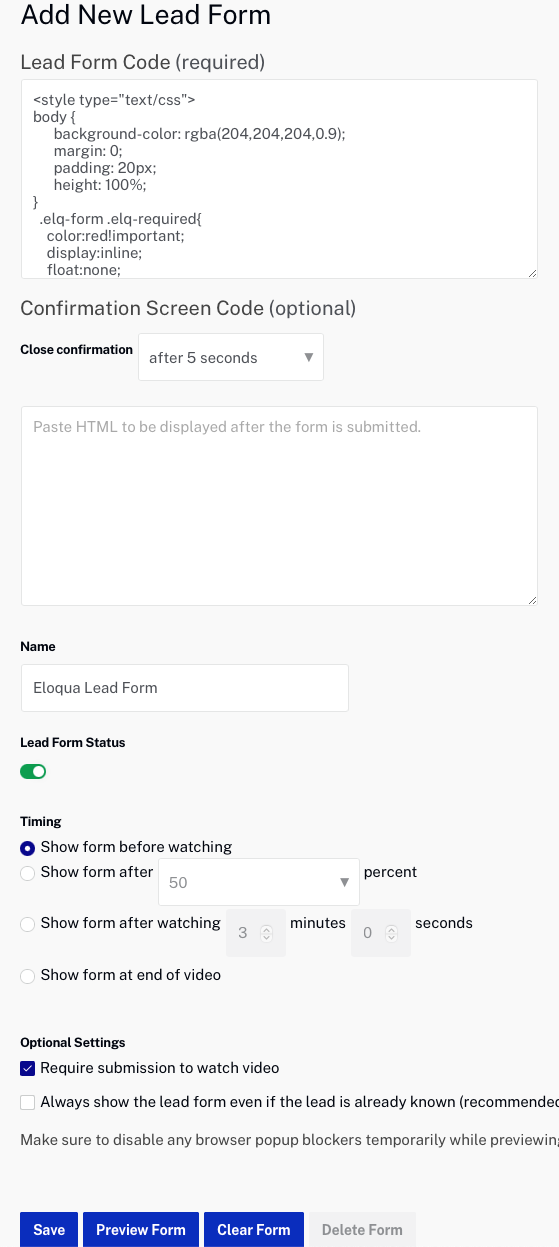 Add New Lead Form
Lead Form Code (required)
<style type="text/css">
body {
background-color: rgba(204,204,204,0.9);
margin: 0;
padding: 20px;
height: 100%;
}
.elq-form .elq-required{
color:red!important;
display:inline;
float:none;
Confirmation Screen Code (optional)
Close confirmation after 5 seconds ▼
Paste HTML to be displayed after the form is submitted.
Name
Eloqua Lead Form
Lead Form Status
Timing
Show form before watching
Show form after 50 ▼ percent
Show form after watching 3 minutes 0 seconds
Show form at end of video
Optional Settings
Require submission to watch video
Always show the lead form even if the lead is already known (recommended
Make sure to disable any browser popup blockers temporarily while previewing
Save Preview Form Clear Form Delete Form